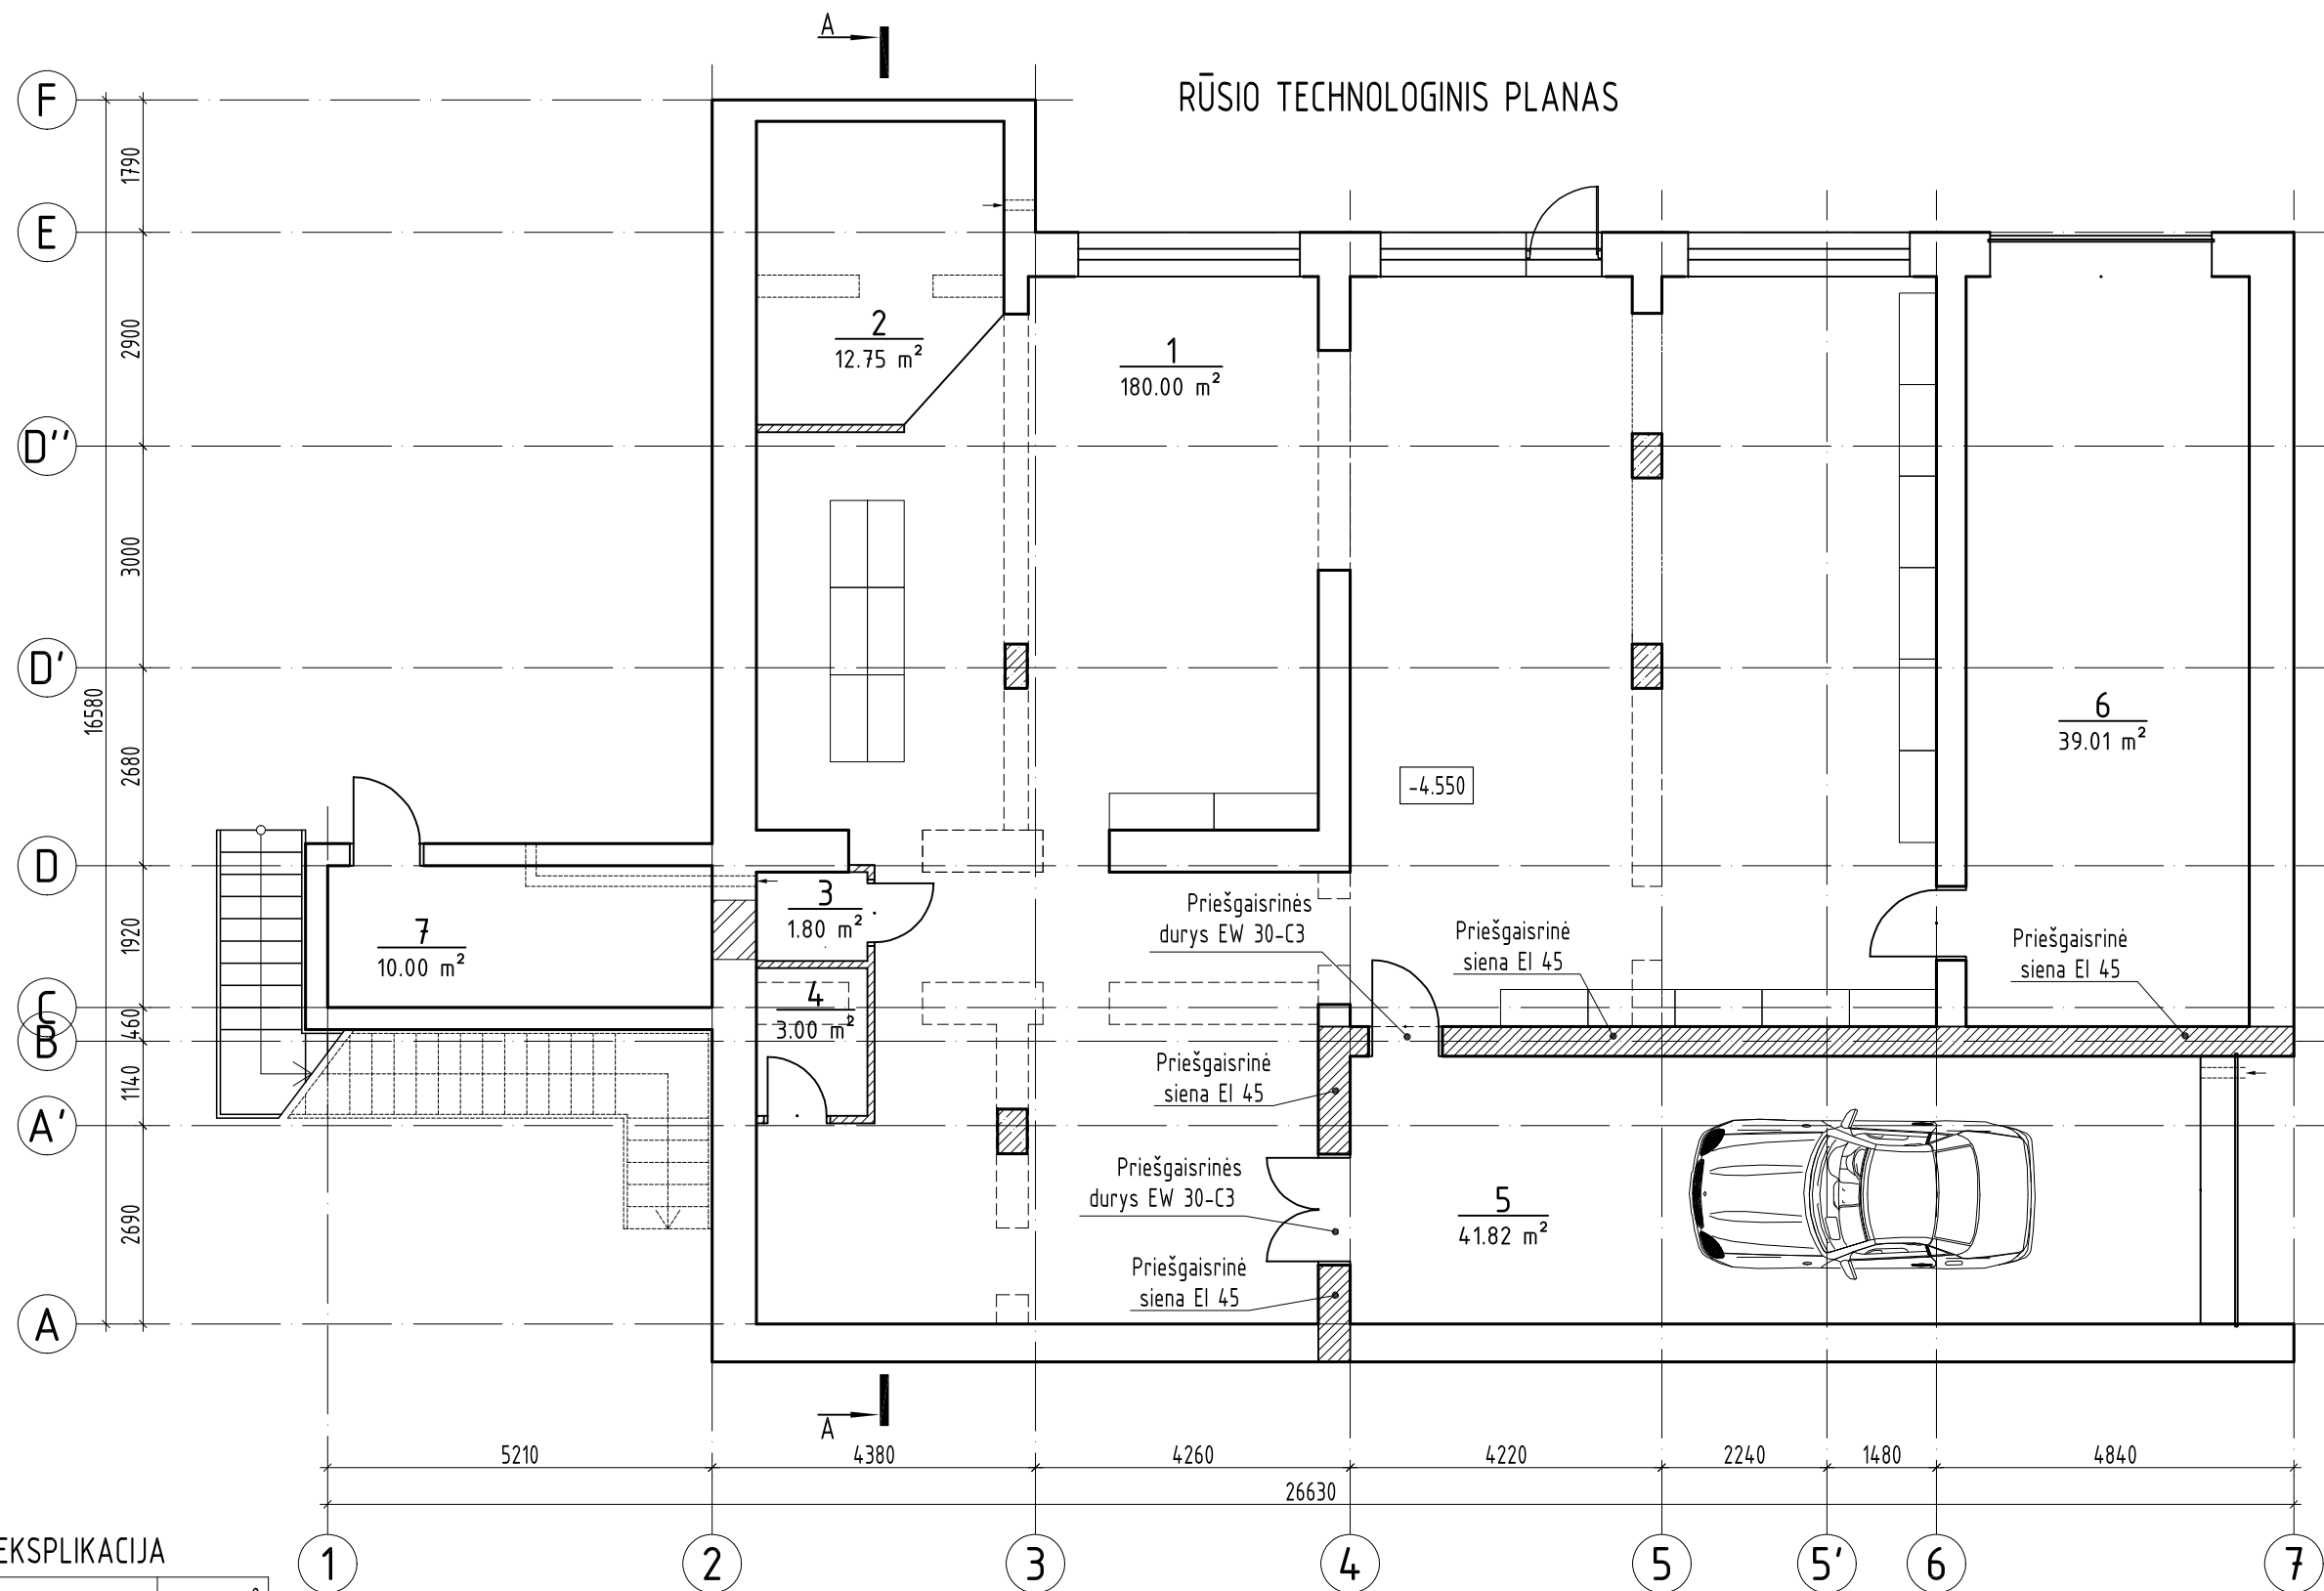 A
RŪSIO TECHNOLOGINIS PLANAS
F
1790
E
2900
2
12.75 m²
1
180.00 m²
D''
3000
D'
16580
2680
6
39.01 m²
-4.550
D
1920
3
1.80 m²
7
10.00 m²
Priešgaisrinės
durys EW 30-C3
Priešgaisrinė
siena EI 45
Priešgaisrinė
siena EI 45
C
460
B
4
3.00 m²
1140
Priešgaisrinė
siena EI 45
A'
2690
Priešgaisrinės
durys EW 30-C3
5
41.82 m²
Priešgaisrinė
siena EI 45
A
A
5210
4380
4260
4220
2240
1480
4840
26630
EKSPLIKACIJA
1
2
3
4
5
5'
6
7